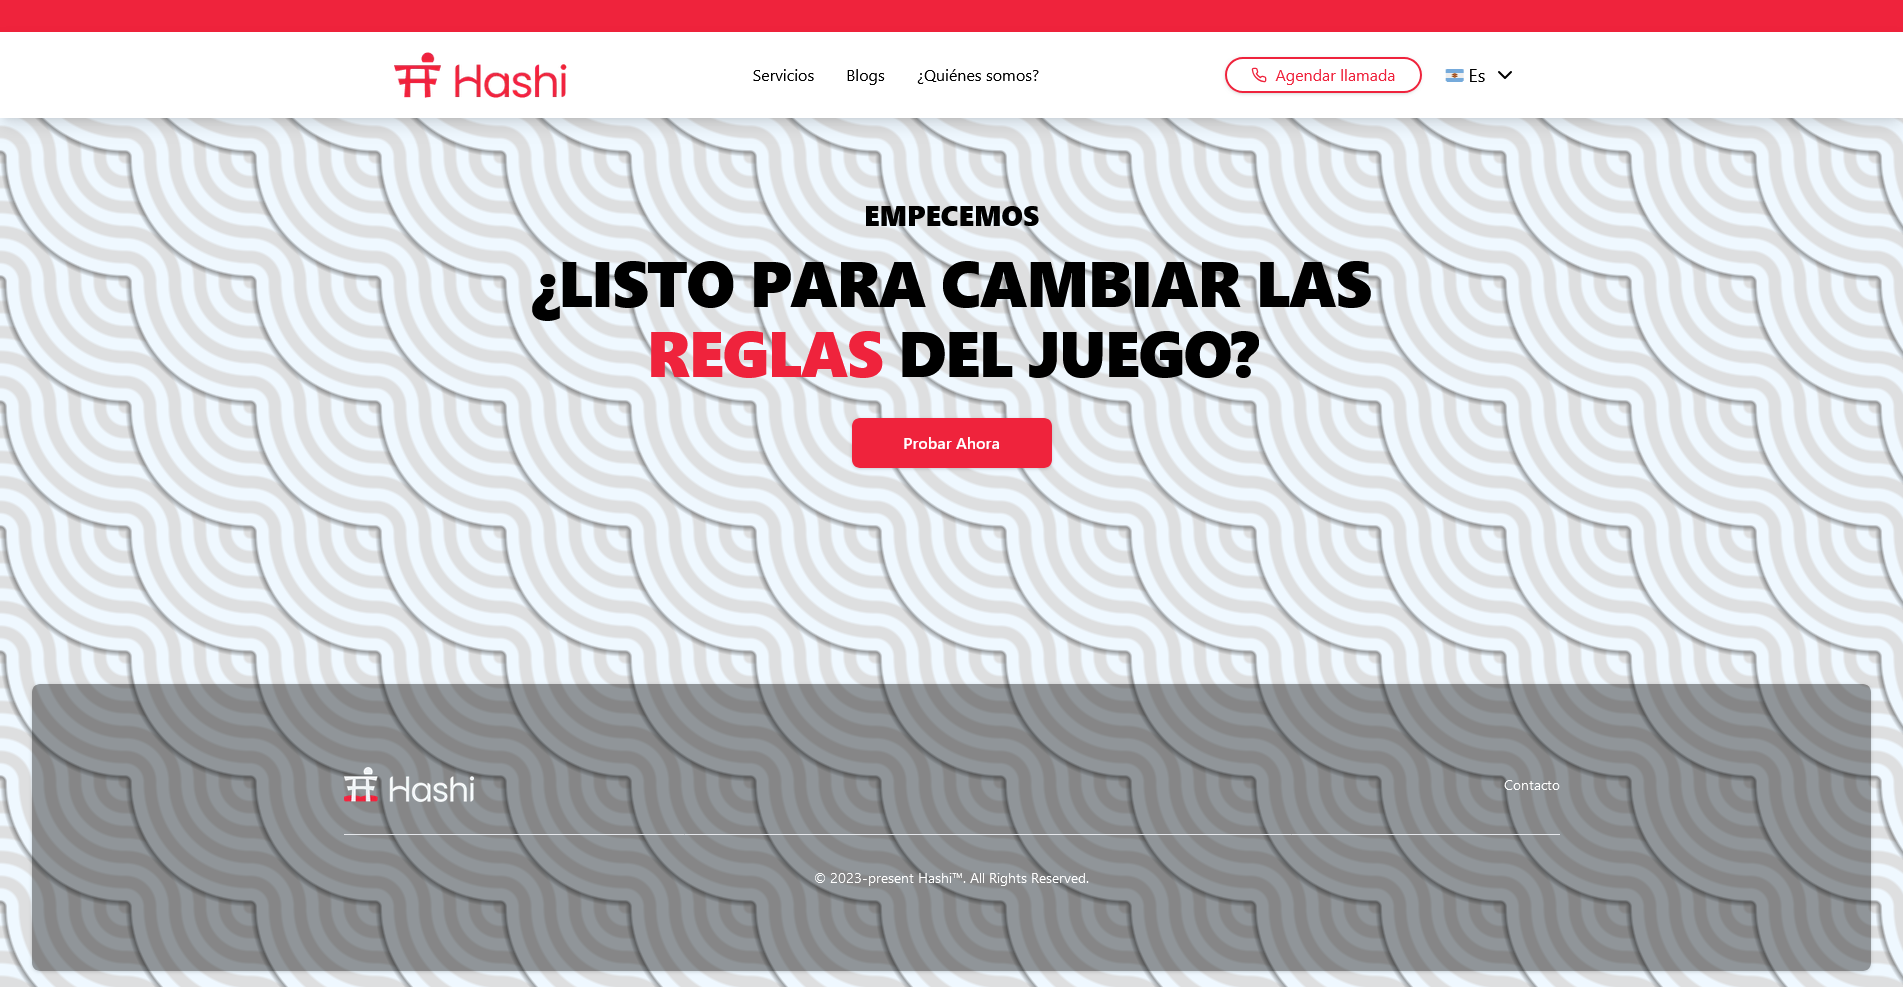 Hashi
Servicios
Blogs
¿Quiénes somos?
Agendar llamada
Es
EMPECEMOS
¿LISTO PARA CAMBIAR LAS
REGLAS DEL JUEGO?
Probar Ahora
Hashi
Contacto
© 2023-present Hashi™. All Rights Reserved.